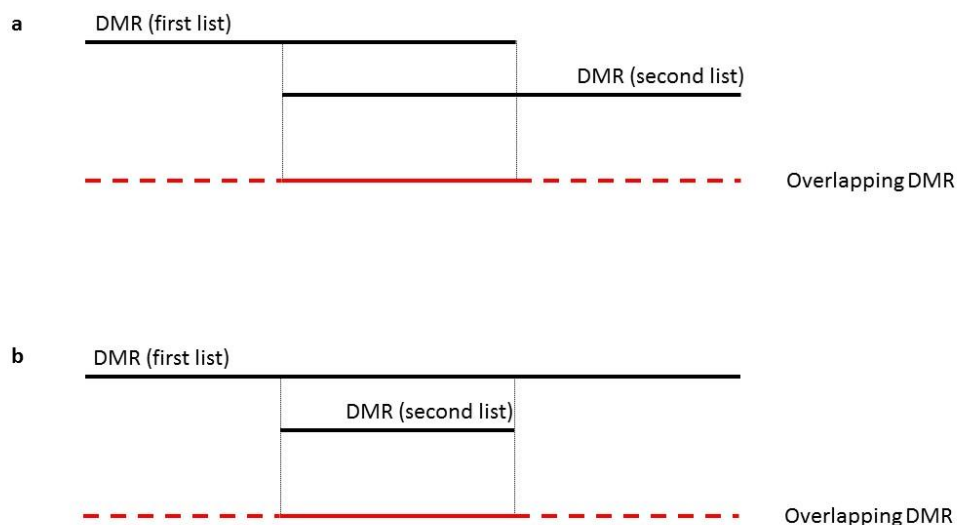 a
DMR (first list)
DMR (second list)
Overlapping DMR
b
DMR (first list)
DMR (second list)
Overlapping DMR